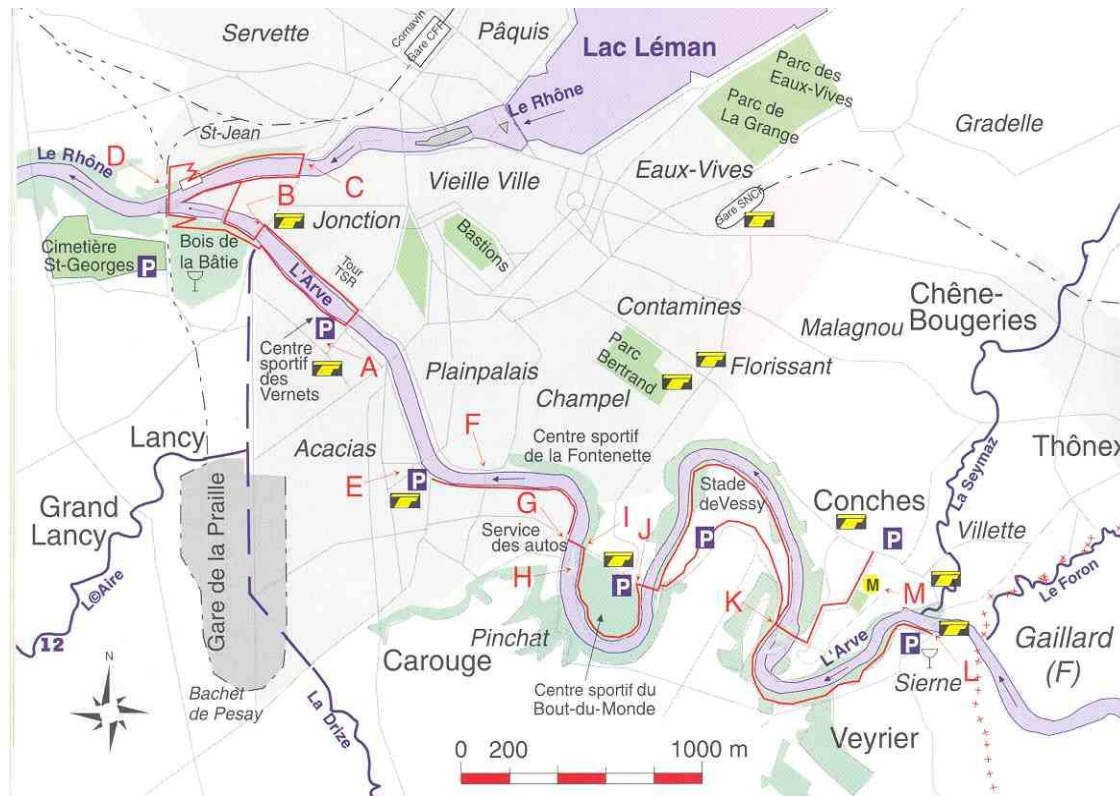 Servette
Cornavin
Gare CFF
Pâquis
Lac Léman
Parc des
Eaux-Vives
Parc de
La Grange
Gradelle
Le Rhône
St-Jean
Le Rhône
D
C
B
Vieille Ville
Eaux-Vives
Gare SNCF
Jonction
Bastions
Cimetière
St-Georges
P
Bois de
la Bâtie
L'Arve
Tour
TSR
P
Centre
sportif
des
Vernets
A
Contamines
Malagnou
Chêne-
Bougeries
Parc
Bertrand
Florissant
Plainpalais
Champel
Lancy
Acacias
F
Centre sportif
de la Fontenette
Thônex
La Seymaz
E
P
Grand
Lancy
Gare de la Praille
G
Service
des autos
I
J
Stade
deVessy
P
Conches
P
Villette
H
P
K
M
M
Le Foron
L©Aire
12
Pinchat
Carouge
L'Arve
P
Sierne
L
Gaillard
(F)
N
Bachet
de Pesay
La Drize
Centre sportif du
Bout-du-Monde
Veyrier
0 200 1000 m